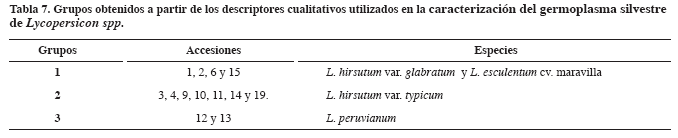 Tabla 7. Grupos obtenidos a partir de los descriptores cualitativos utilizados en la caracterización del germoplasma silvestre
de Lycopersicon spp.
Grupos Accesiones Especies
1 1, 2, 6 y 15 L. hirsutum var. glabratum y L. esculentum cv. maravilla
2 3, 4, 9, 10, 11, 14 y 19. L. hirsutum var. typicum
3 12 y 13 L. peruvianum